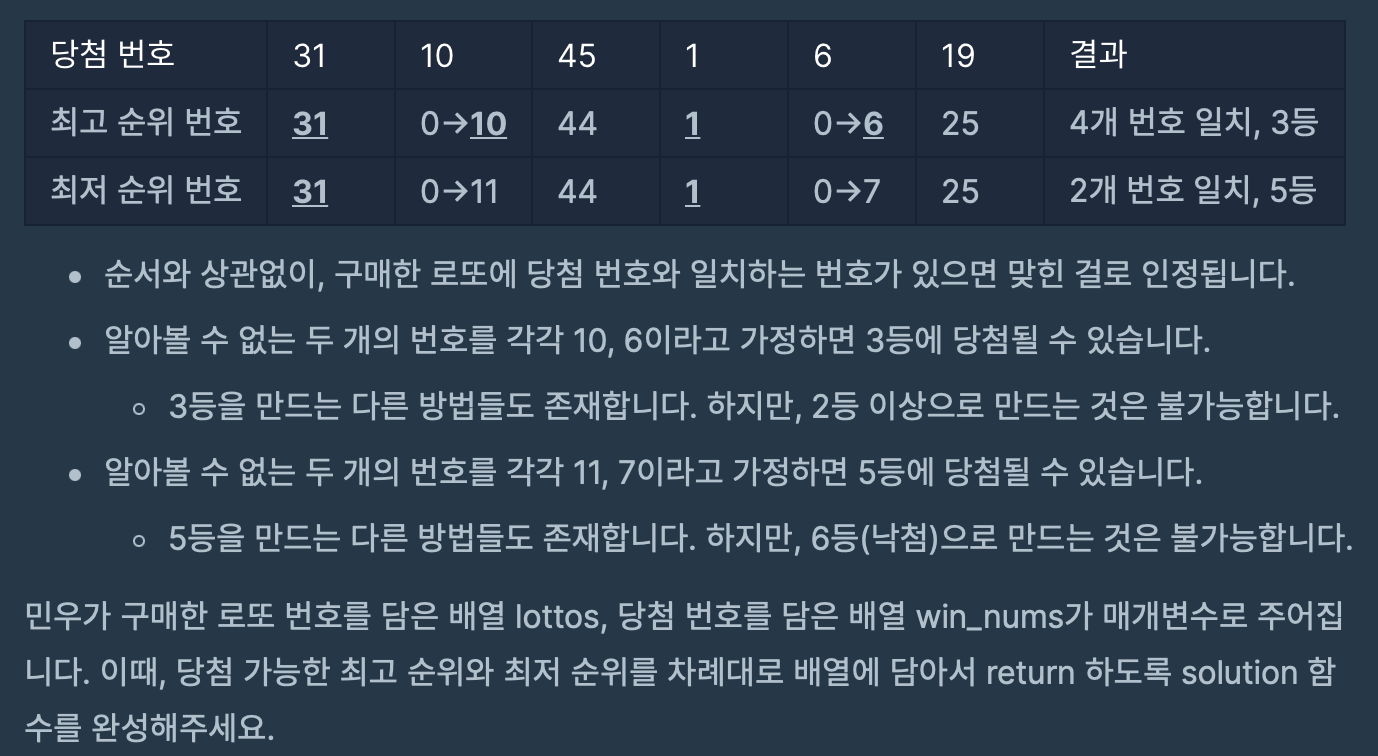 당첨 번호 31 10 45 1 6 19 결과
최고 순위 번호 31 0→10 44 1 0→6 25 4개 번호 일치, 3등
최저 순위 번호 31 0→11 44 1 0→7 25 2개 번호 일치, 5등
• 순서와 상관없이, 구매한 로또에 당첨 번호와 일치하는 번호가 있으면 맞힌 걸로 인정됩니다.
• 알아볼 수 없는 두 개의 번호를 각각 10, 6이라고 가정하면 3등에 당첨될 수 있습니다.
◦ 3등을 만드는 다른 방법들도 존재합니다. 하지만, 2등 이상으로 만드는 것은 불가능합니다.
• 알아볼 수 없는 두 개의 번호를 각각 11, 7이라고 가정하면 5등에 당첨될 수 있습니다.
◦ 5등을 만드는 다른 방법들도 존재합니다. 하지만, 6등(낙첨)으로 만드는 것은 불가능합니다.
민우가 구매한 로또 번호를 담은 배열 lottos, 당첨 번호를 담은 배열 win_nums가 매개변수로 주어집
니다. 이때, 당첨 가능한 최고 순위와 최저 순위를 차례대로 배열에 담아서 return 하도록 solution 함
수를 완성해주세요.